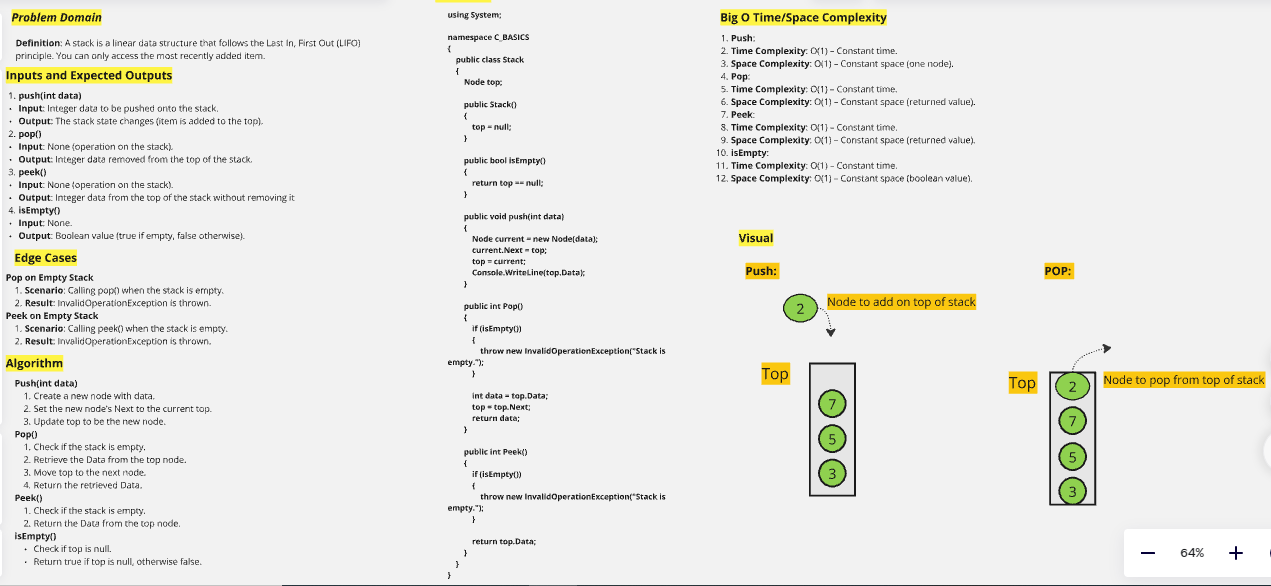 Problem Domain
Definition: A stack is a linear data structure that follows the Last In, First Out (LIFO)
principle. You can only access the most recently added item.
Inputs and Expected Outputs
1. push(int data)
· Input: Integer data to be pushed onto the stack.
· Output: The stack state changes (item is added to the top).
2. pop()
· Input: None (operation on the stack).
· Output: Integer data removed from the top of the stack.
3. peek()
· Input: None (operation on the stack).
· Output: Integer data from the top of the stack without removing it
4. isEmpty()
· Input: None.
· Output: Boolean value (true if empty, false otherwise).
Edge Cases
Pop on Empty Stack
1. Scenario: Calling pop() when the stack is empty.
2. Result: InvalidOperationException is thrown.
Peek on Empty Stack
1. Scenario: Calling peek() when the stack is empty.
2. Result: InvalidOperationException is thrown.
Algorithm
Push(int data)
1. Create a new node with data.
2. Set the new node's Next to the current top.
3. Update top to be the new node.
Pop()
1. Check if the stack is empty.
2. Retrieve the Data from the top node.
3. Move top to the next node.
4. Return the retrieved Data.
Peek()
1. Check if the stack is empty.
2. Return the Data from the top node.
isEmpty()
· Check if top is null.
· Return true if top is null, otherwise false.
using System;
namespace C_BASICS
{
public class Stack
{
Node top;
public Stack()
{
top = null;
}
public bool isEmpty()
{
return top == null;
}
public void push(int data)
{
Node current = new Node(data);
current.Next = top;
top = current;
Console.WriteLine(top.Data);
}
public int Pop()
{
if (isEmpty())
{
throw new InvalidOperationException("Stack is
empty.");
}
int data = top.Data;
top = top.Next;
return data;
}
public int Peek()
{
if (isEmpty())
{
throw new InvalidOperationException("Stack is
empty.");
}
return top.Data;
}
}
}
Big O Time/Space Complexity
1. Push:
2. Time Complexity: O(1) – Constant time.
3. Space Complexity: O(1) – Constant space (one node).
4. Pop:
5. Time Complexity: O(1) – Constant time.
6. Space Complexity: O(1) – Constant space (returned value).
7. Peek:
8. Time Complexity: O(1) – Constant time.
9. Space Complexity: O(1) – Constant space (returned value).
10. isEmpty:
11. Time Complexity: O(1) – Constant time.
12. Space Complexity: O(1) – Constant space (boolean value).
Visual
Push:
2
Node to add on top of stack
Top
7
5
3
POP:
Top
2
Node to pop from top of stack
7
5
3
64%